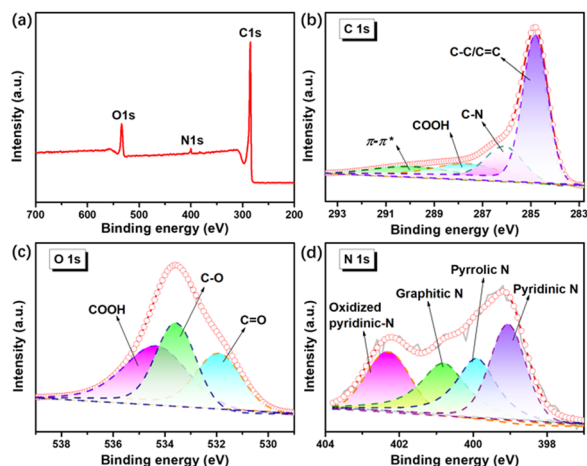 (a)
C1s
O1s
N1s
Intensity (a.u.)
700 600 500 400 300 200
Binding energy (eV)
(b)
C 1s
C-C/C=C
C-N
COOH
π-π*
Intensity (a.u.)
293 291 289 287 285 283
Binding energy (eV)
(c)
O 1s
C-O
COOH
C=O
Intensity (a.u.)
538 536 534 532 530
Binding energy (eV)
(d)
N 1s
Pyrrolic N
Graphitic N
Pyridinic N
Oxidized
pyridinic-N
Intensity (a.u.)
404 402 400 398
Binding energy (eV)